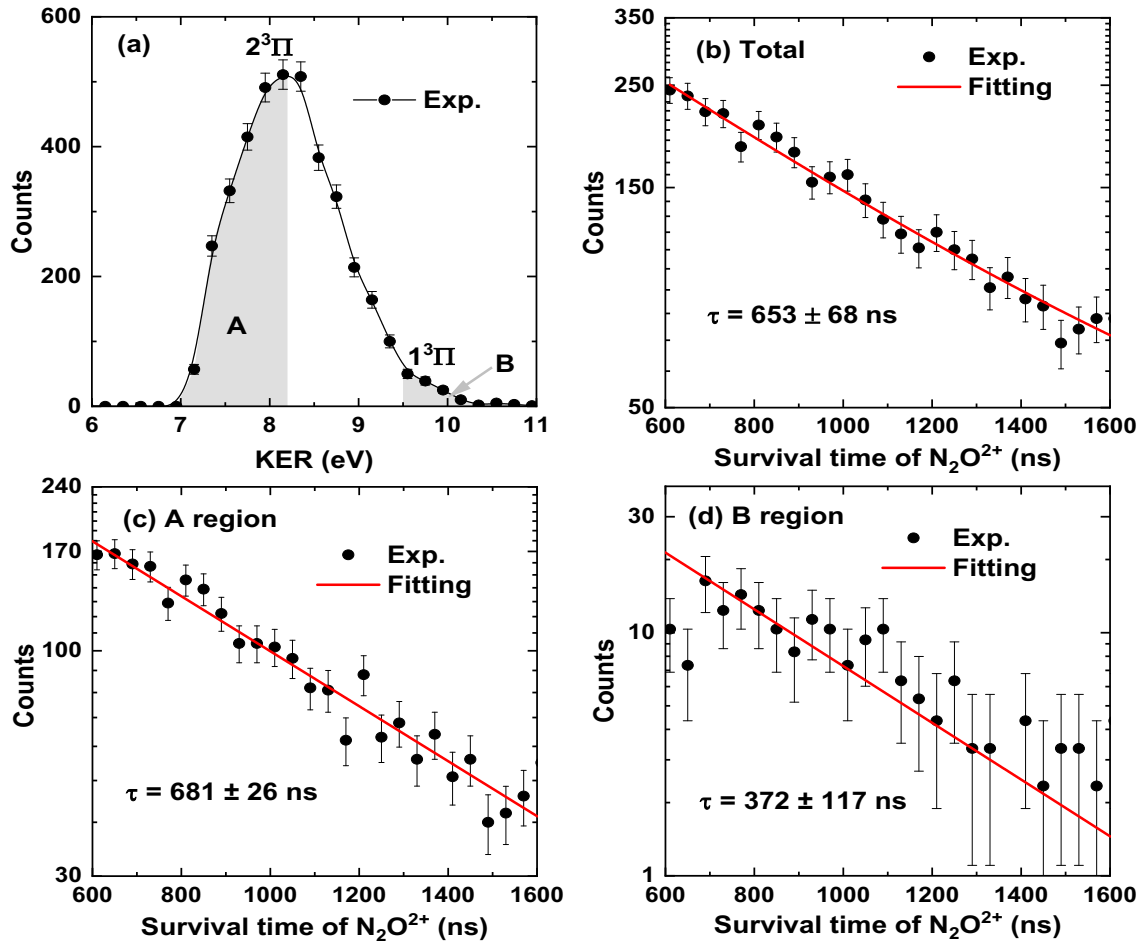 (a)
2³Π
Exp.
A
1³Π
B
600
400
200
0
Counts
6 7 8 9 10 11
KER (eV)
(b) Total
Exp.
Fitting
τ = 653 ± 68 ns
350
250
150
50
Counts
600 800 1000 1200 1400 1600
Survival time of N₂O²⁺ (ns)
(c) A region
Exp.
Fitting
τ = 681 ± 26 ns
240
170
100
30
Counts
600 800 1000 1200 1400 1600
Survival time of N₂O²⁺ (ns)
(d) B region
Exp.
Fitting
τ = 372 ± 117 ns
30
10
1
Counts
600 800 1000 1200 1400 1600
Survival time of N₂O²⁺ (ns)